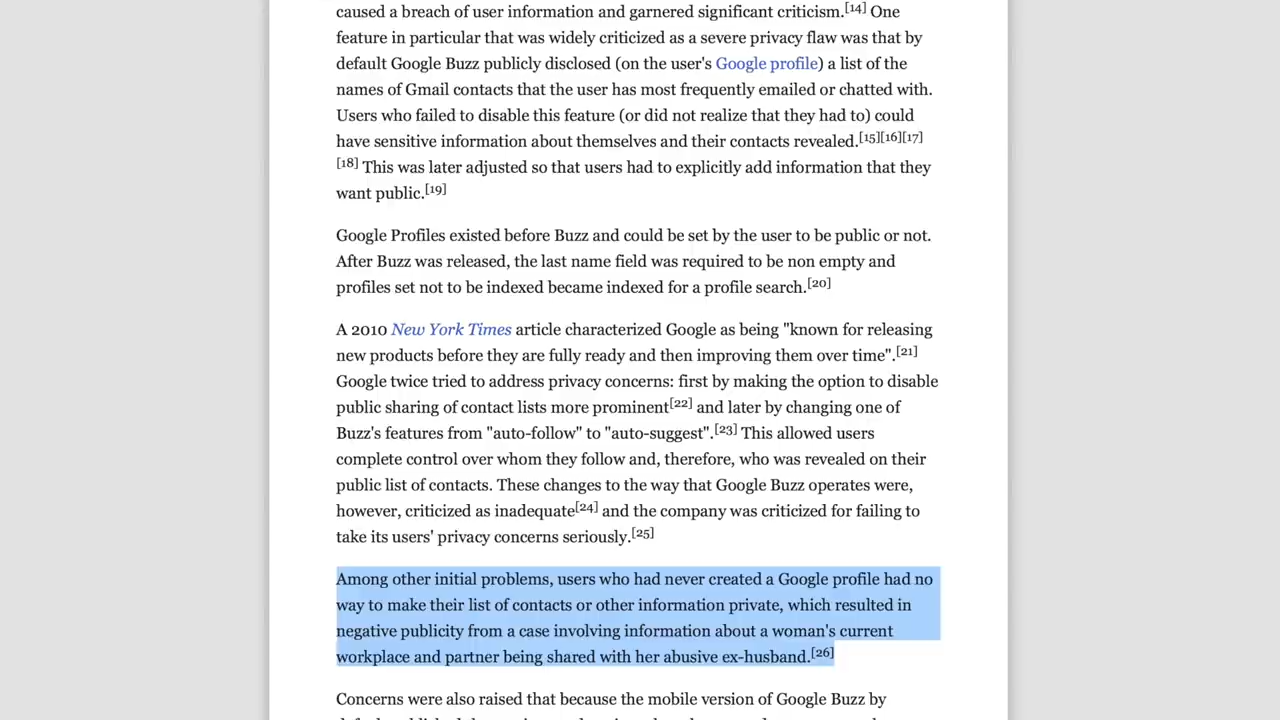 caused a breach of user information and garnered significant criticism.[14] One
feature in particular that was widely criticized as a severe privacy flaw was that by
default Google Buzz publicly disclosed (on the user's Google profile) a list of the
names of Gmail contacts that the user has most frequently emailed or chatted with.
Users who failed to disable this feature (or did not realize that they had to) could
have sensitive information about themselves and their contacts revealed.[15][16][17]
[18] This was later adjusted so that users had to explicitly add information that they
want public.[19]
Google Profiles existed before Buzz and could be set by the user to be public or not.
After Buzz was released, the last name field was required to be non empty and
profiles set not to be indexed became indexed for a profile search.[20]
A 2010 New York Times article characterized Google as being "known for releasing
new products before they are fully ready and then improving them over time".[21]
Google twice tried to address privacy concerns: first by making the option to disable
public sharing of contact lists more prominent[22] and later by changing one of
Buzz's features from "auto-follow" to "auto-suggest".[23] This allowed users
complete control over whom they follow and, therefore, who was revealed on their
public list of contacts. These changes to the way that Google Buzz operates were,
however, criticized as inadequate[24] and the company was criticized for failing to
take its users' privacy concerns seriously.[25]
Among other initial problems, users who had never created a Google profile had no
way to make their list of contacts or other information private, which resulted in
negative publicity from a case involving information about a woman's current
workplace and partner being shared with her abusive ex-husband.[26]
Concerns were also raised that because the mobile version of Google Buzz by